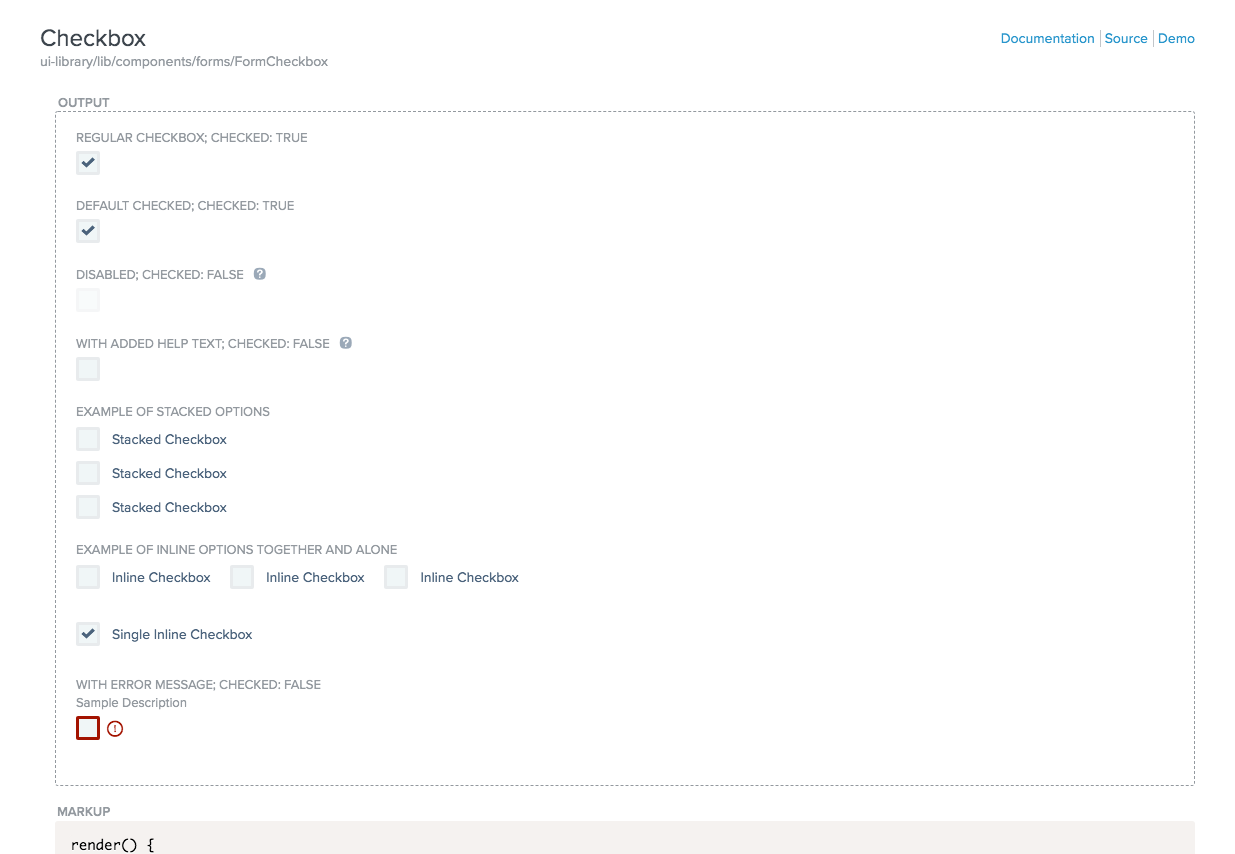 Checkbox
Documentation Source Demo
ui-library/lib/components/forms/FormCheckbox
OUTPUT
REGULAR CHECKBOX; CHECKED: TRUE
DEFAULT CHECKED; CHECKED: TRUE
DISABLED; CHECKED: FALSE ?
WITH ADDED HELP TEXT; CHECKED: FALSE ?
EXAMPLE OF STACKED OPTIONS
Stacked Checkbox
Stacked Checkbox
Stacked Checkbox
EXAMPLE OF INLINE OPTIONS TOGETHER AND ALONE
Inline Checkbox Inline Checkbox Inline Checkbox
Single Inline Checkbox
WITH ERROR MESSAGE; CHECKED: FALSE
Sample Description
!
MARKUP
render() {